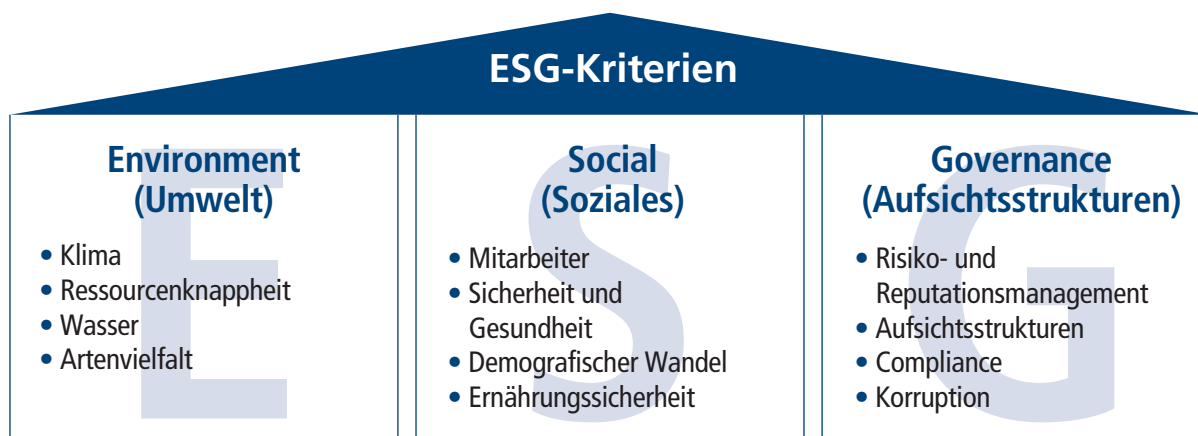 ESG-Kriterien
Environment
(Umwelt)
• Klima
• Ressourcenknappheit
• Wasser
• Artenvielfalt
E
Social
(Soziales)
• Mitarbeiter
• Sicherheit und
Gesundheit
• Demografischer Wandel
• Ernährungssicherheit
S
Governance
(Aufsichtsstrukturen)
• Risiko- und
Reputationsmanagement
• Aufsichtsstrukturen
• Compliance
• Korruption
G